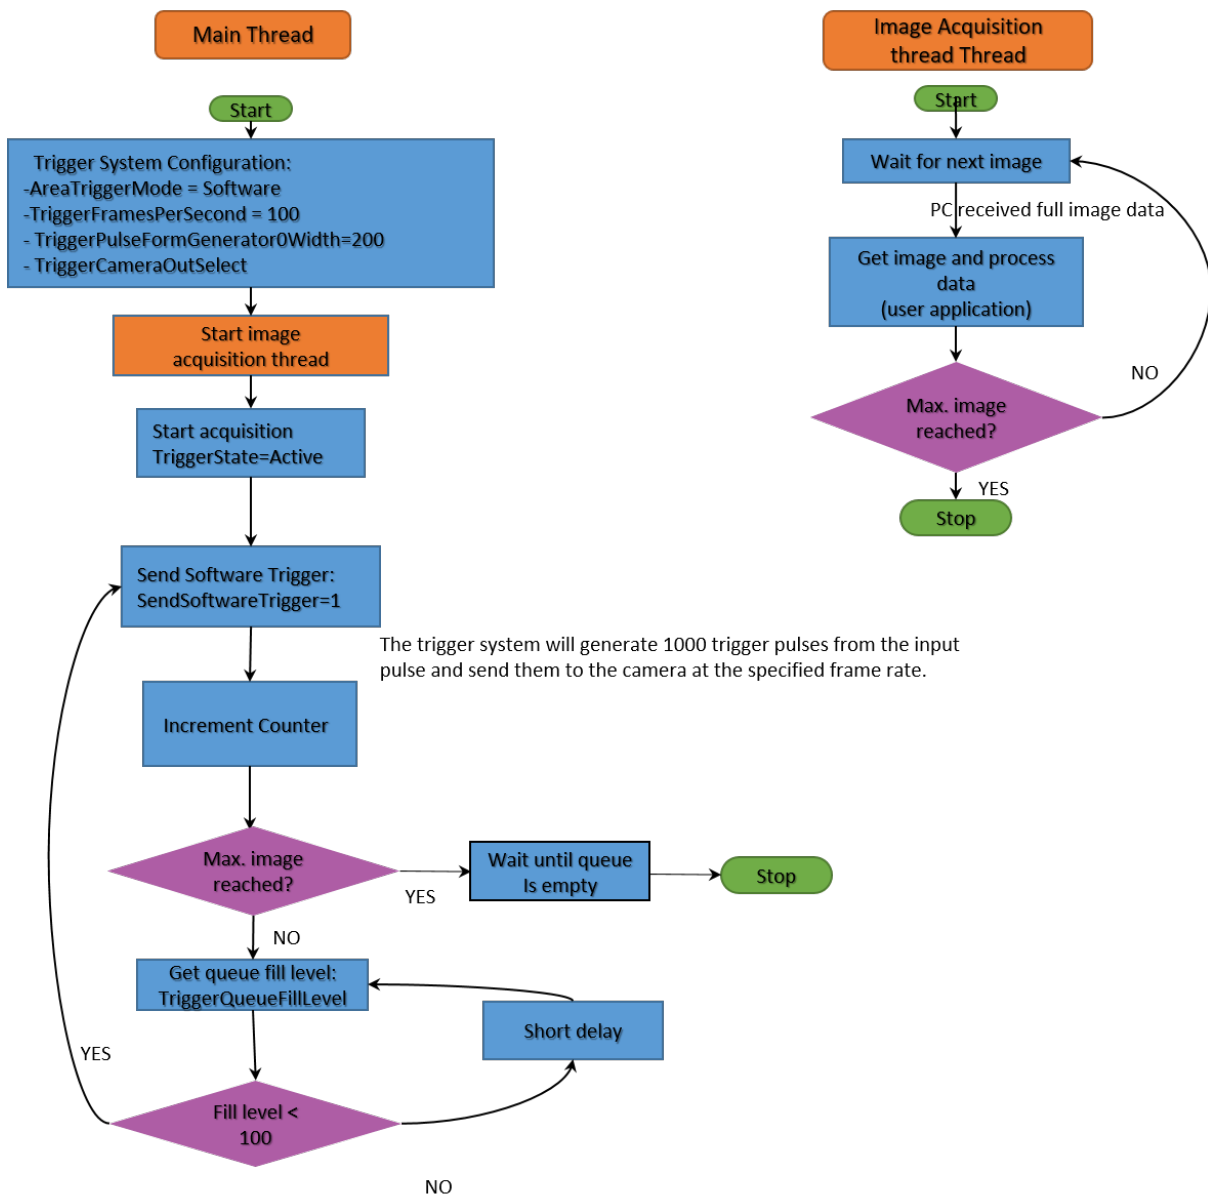 Main Thread
Start
Trigger System Configuration:
-AreaTriggerMode = Software
-TriggerFramesPerSecond = 100
- TriggerPulseFormGenerator0Width=200
- TriggerCameraOutSelect
Start image
acquisition thread
Start acquisition
TriggerState=Active
Send Software Trigger:
SendSoftwareTrigger=1
The trigger system will generate 1000 trigger pulses from the input
pulse and send them to the camera at the specified frame rate.
Increment Counter
Max. image
reached?
YES
Wait until queue
Is empty
Stop
NO
Get queue fill level:
TriggerQueueFillLevel
Short delay
YES
Fill level <
100
NO
Image Acquisition
thread Thread
Start
Wait for next image
PC received full image data
Get image and process
data
(user application)
NO
Max. image
reached?
YES
Stop